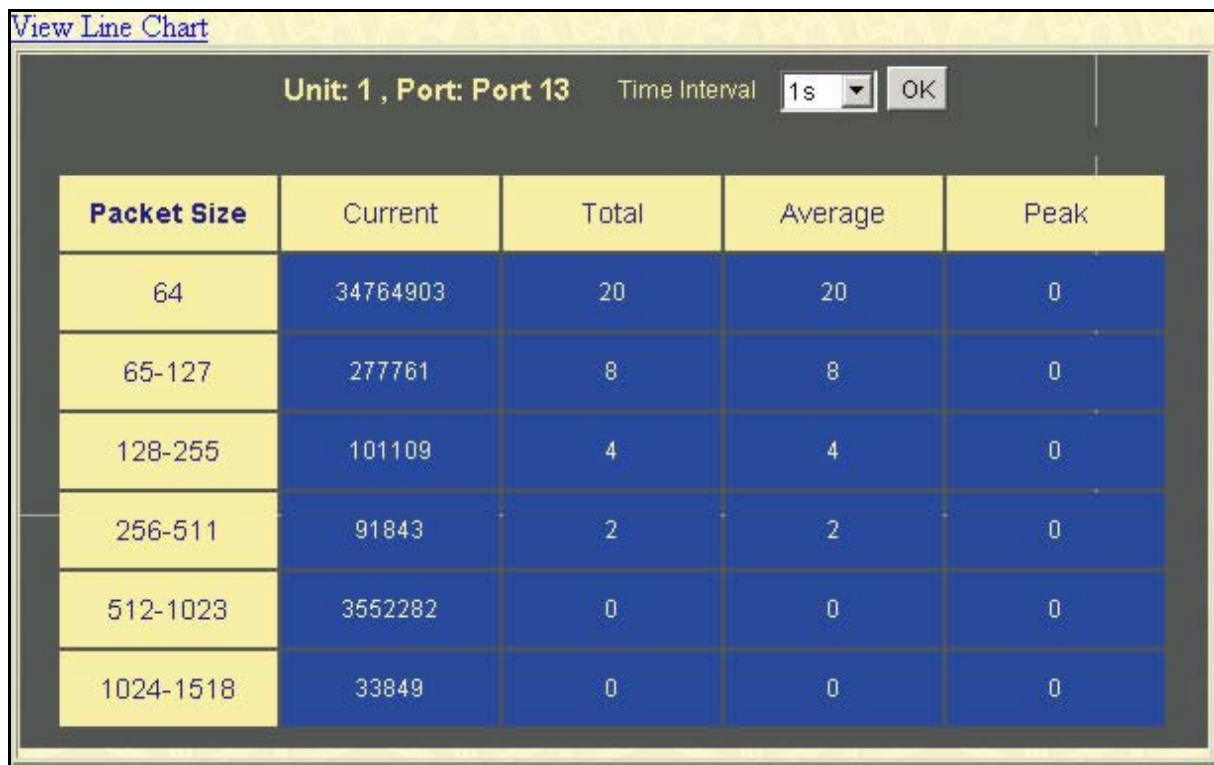 View Line Chart
Unit: 1 , Port: Port 13 Time Interval 1s OK
Packet Size Current Total Average Peak
64 34764903 20 20 0
65-127 277761 8 8 0
128-255 101109 4 4 0
256-511 91843 2 2 0
512-1023 3552282 0 0 0
1024-1518 33849 0 0 0